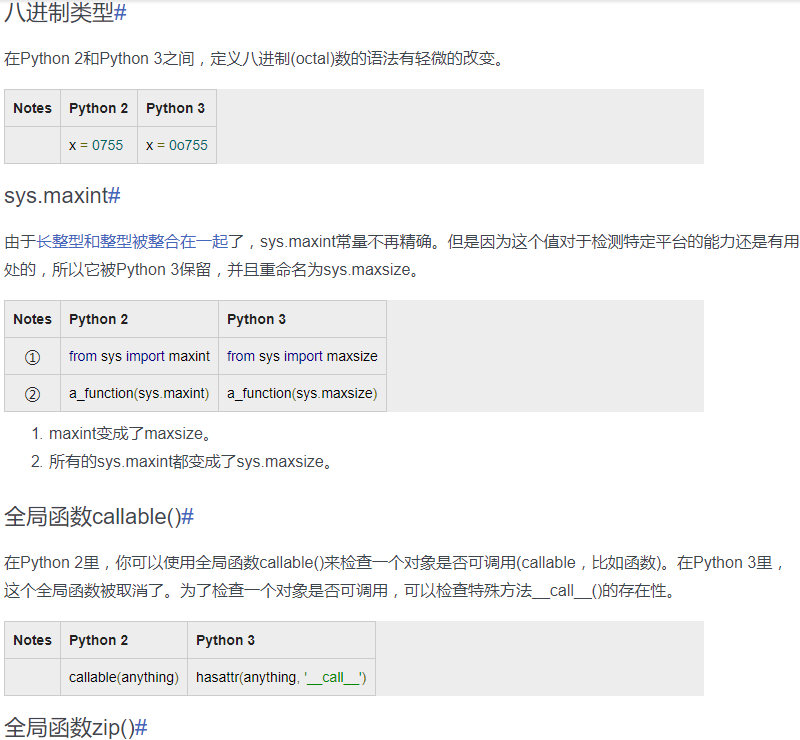 八进制类型#
在Python 2和Python 3之间，定义八进制(octal)数的语法有轻微的改变。
Notes Python 2 Python 3
x = 0755 x = 0o755
sys.maxint#
由于长整型和整型被整合在一起了，sys.maxint常量不再精确。但是因为这个值对于检测特定平台的能力还是有用
处的，所以它被Python 3保留，并且重命名为sys.maxsize。
Notes Python 2 Python 3
① from sys import maxint from sys import maxsize
② a_function(sys.maxint) a_function(sys.maxsize)
1. maxint变成了maxsize。
2. 所有的sys.maxint都变成了sys.maxsize。
全局函数callable()#
在Python 2里，你可以使用全局函数callable()来检查一个对象是否可调用(callable，比如函数)。在Python 3里，
这个全局函数被取消了。为了检查一个对象是否可调用，可以检查特殊方法__call__()的存在性。
Notes Python 2 Python 3
callable(anything) hasattr(anything, '__call__')
全局函数zip()#